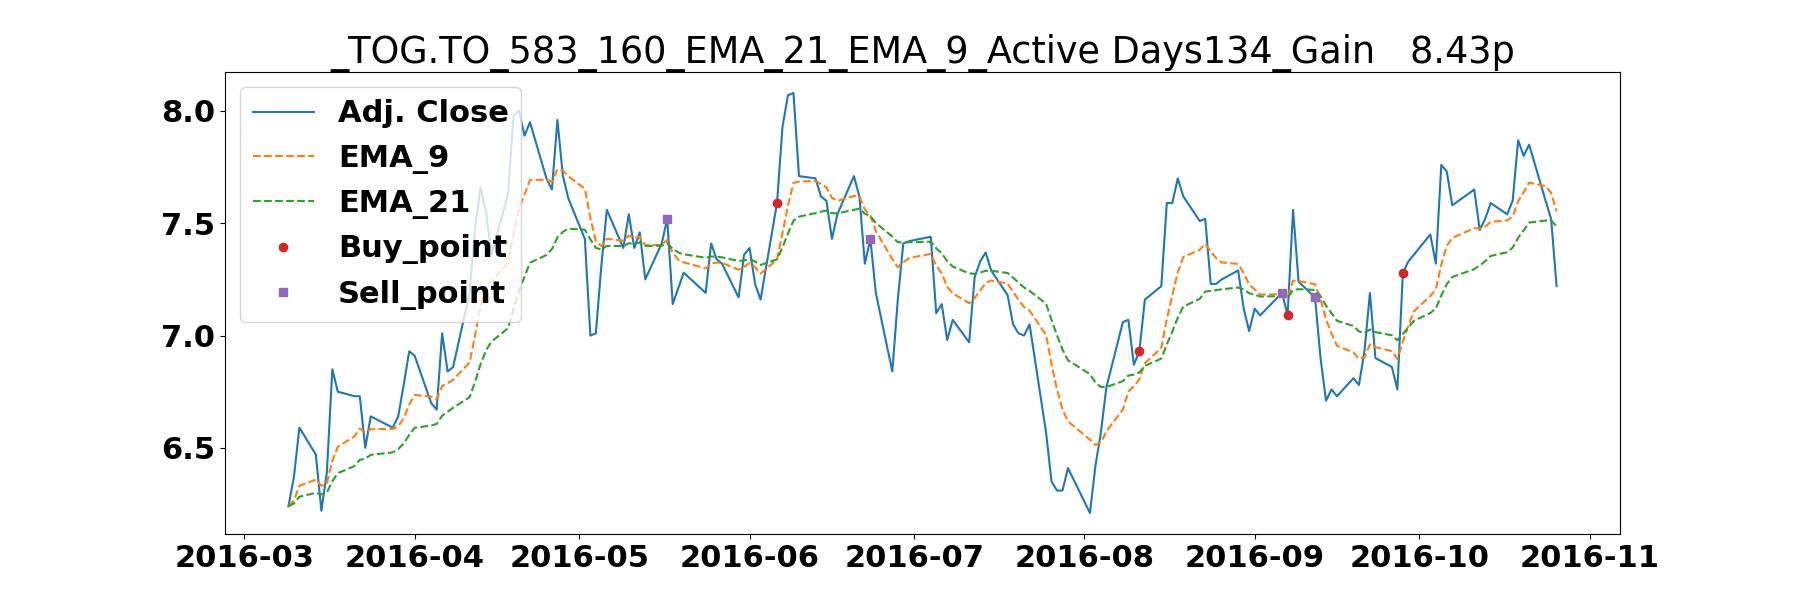 _TOG.TO_583_160_EMA_21_EMA_9_Active Days134_Gain   8.43p
8.0
7.5
7.0
6.5
Adj. Close
EMA_9
EMA_21
Buy_point
Sell_point
2016-03 2016-04 2016-05 2016-06 2016-07 2016-08 2016-09 2016-10 2016-11